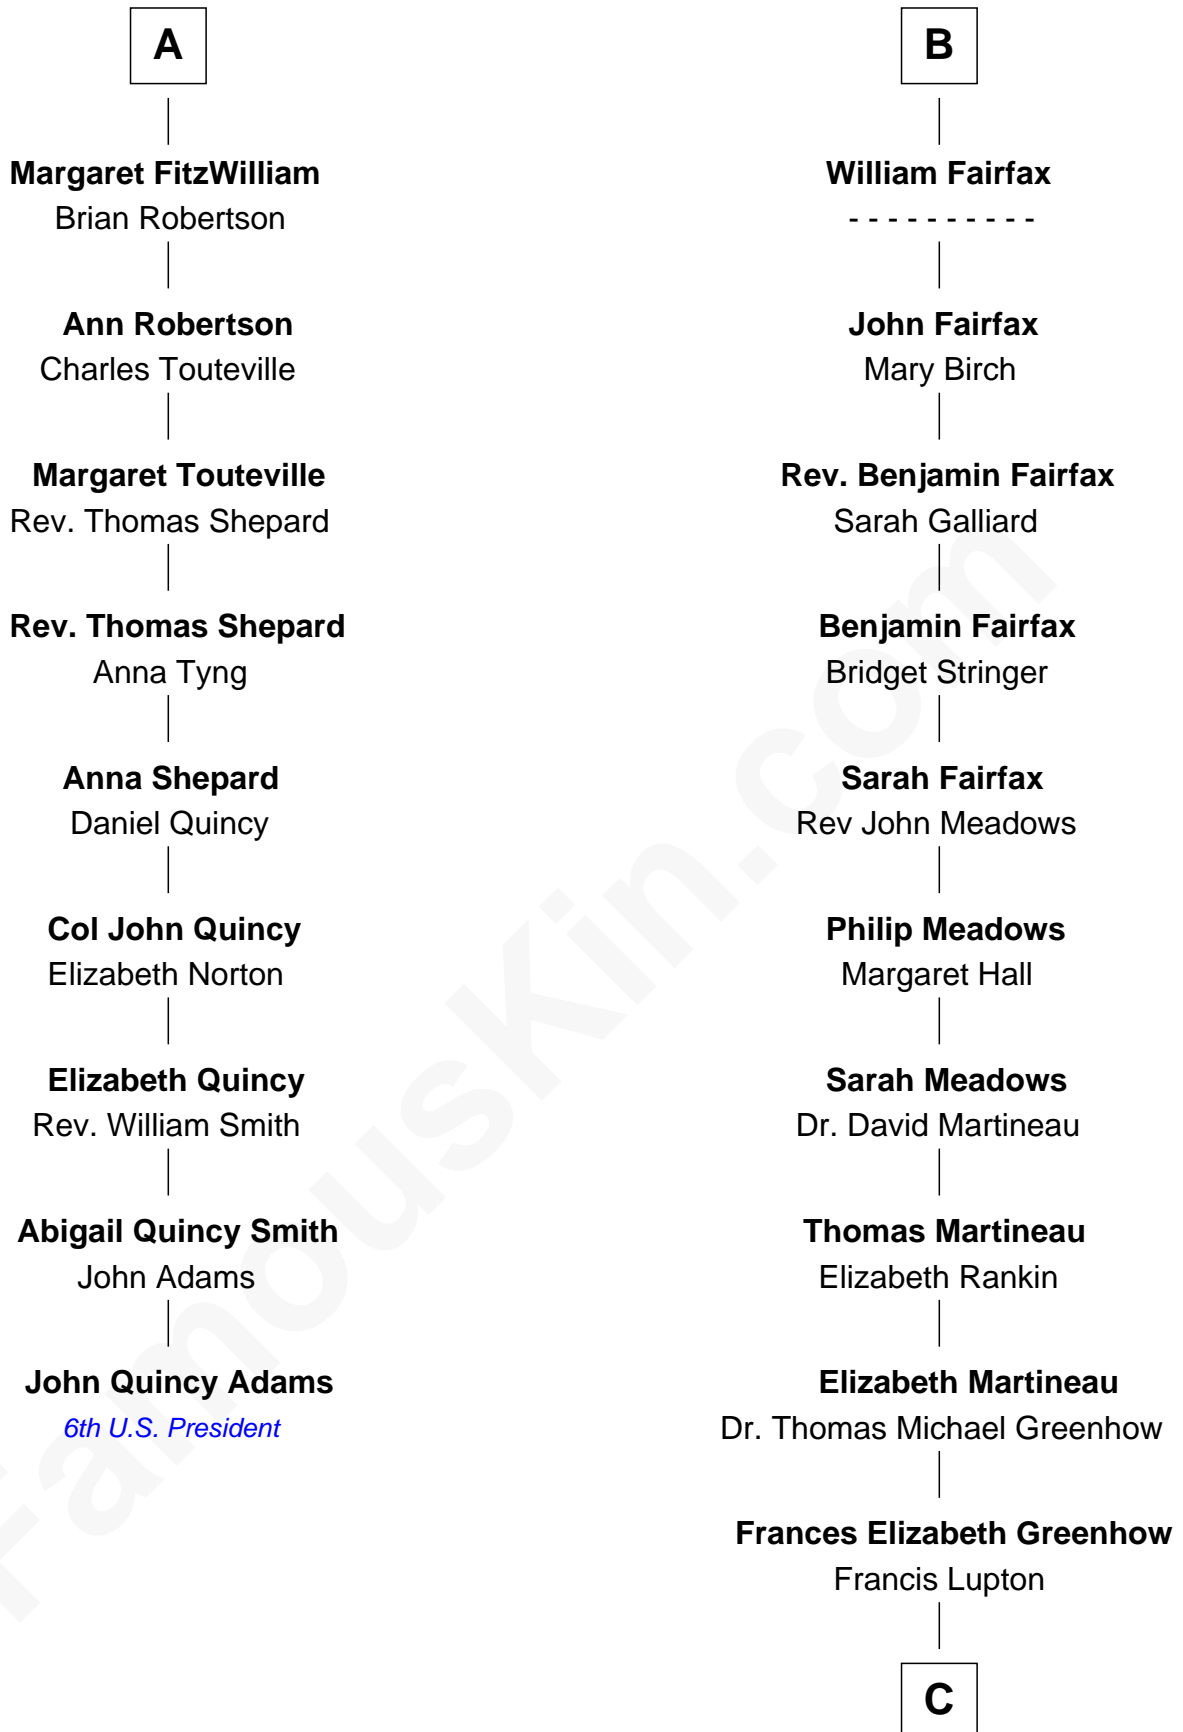 A
Margaret FitzWilliam
Brian Robertson
Ann Robertson
Charles Touteville
Margaret Touteville
Rev. Thomas Shepard
Rev. Thomas Shepard
Anna Tyng
Anna Shepard
Daniel Quincy
Col John Quincy
Elizabeth Norton
Elizabeth Quincy
Rev. William Smith
Abigail Quincy Smith
John Adams
John Quincy Adams
6th U.S. President
B
William Fairfax
- - - - - - - - - -
John Fairfax
Mary Birch
Rev. Benjamin Fairfax
Sarah Galliard
Benjamin Fairfax
Bridget Stringer
Sarah Fairfax
Rev John Meadows
Philip Meadows
Margaret Hall
Sarah Meadows
Dr. David Martineau
Thomas Martineau
Elizabeth Rankin
Elizabeth Martineau
Dr. Thomas Michael Greenhow
Frances Elizabeth Greenhow
Francis Lupton
C
FamousKin.com